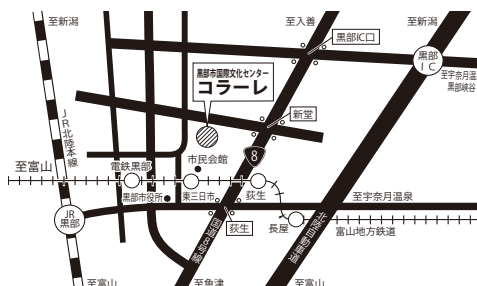 至新潟
至入善
至新潟
黒部IC口
黒部
IC
至宇奈月温泉
黒部峡谷
黒部市国際文化センター
コラーレ
新堂
JR北陸本線
市民会館
8
至富山
電鉄黒部
黒部市役所
東三日市
荻生
至宇奈月温泉
JR
黒部
荻生
長屋
富山地方鉄道
国道8号線
北陸自動車道
至富山
至魚津
至富山